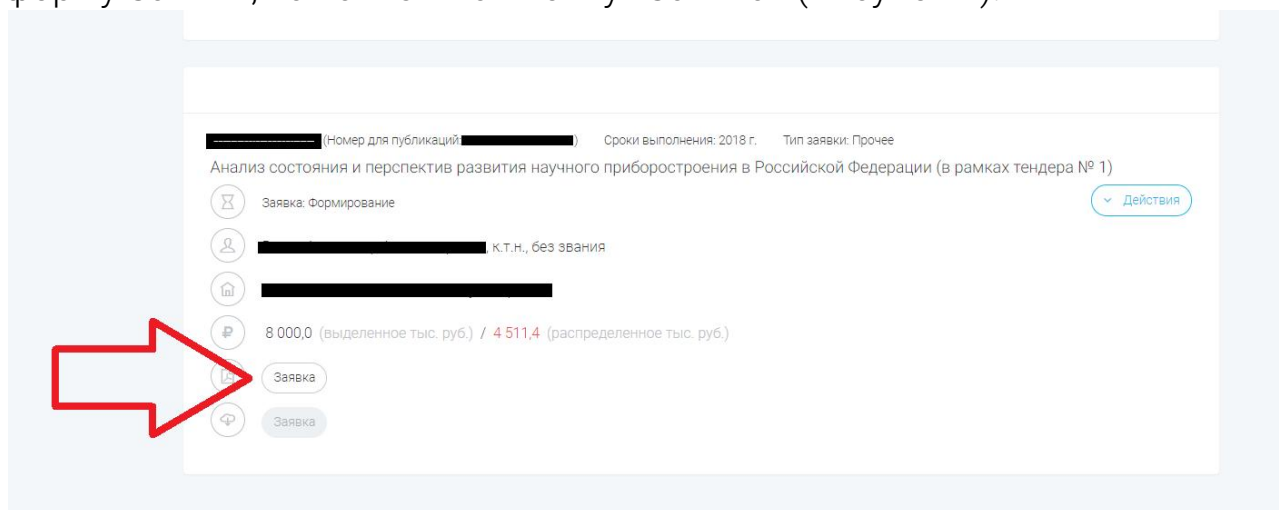 (Номер для публикаций: ) Сроки выполнения: 2018 г. Тип заявки: Прочее
Анализ состояния и перспектив развития научного приборостроения в Российской Федерации (в рамках тендера № 1)
Заявка: Формирование
Действия
, к.т.н., без звания
8 000,0 (выделенное тыс. руб.) / 4 511,4 (распределенное тыс. руб.)
Заявка
Заявка